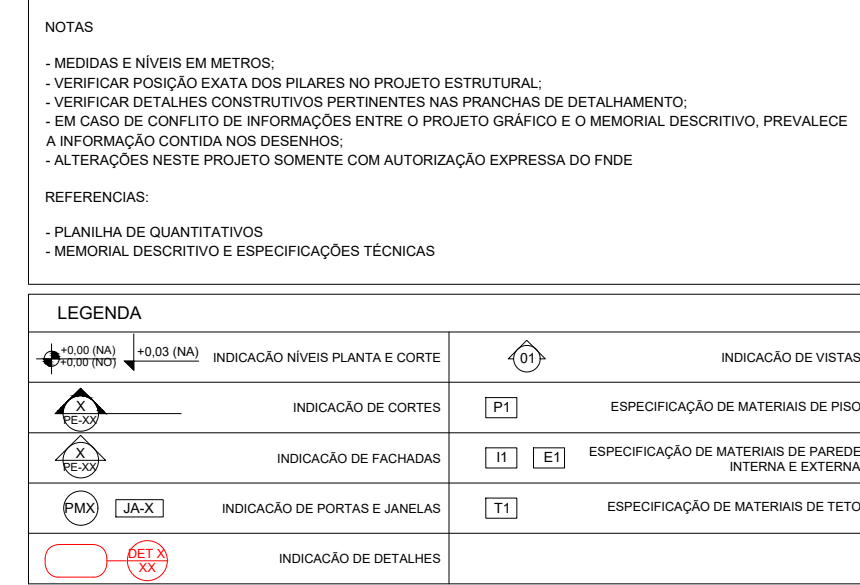 NOTAS
- MEDIDAS E NÍVEIS EM METROS;
- VERIFICAR POSIÇÃO EXATA DOS PILARES NO PROJETO ESTRUTURAL;
- VERIFICAR DETALHES CONSTRUTIVOS PERTINENTES NAS PRANCHAS DE DETALHAMENTO;
- EM CASO DE CONFLITO DE INFORMAÇÕES ENTRE O PROJETO GRÁFICO E O MEMORIAL DESCRITIVO, PREVALECE
A INFORMAÇÃO CONTIDA NOS DESENHOS;
- ALTERAÇÕES NESTE PROJETO SOMENTE COM AUTORIZAÇÃO EXPRESSA DO FNDE
REFERENCIAS:
- PLANILHA DE QUANTITATIVOS
- MEMORIAL DESCRITIVO E ESPECIFICAÇÕES TÉCNICAS
LEGENDA
+0,00 (NA)
+0,00 (NO)
+0,03 (NA)
INDICACÃO NÍVEIS PLANTA E CORTE
01
INDICACÃO DE VISTAS
X
PE-XX
INDICACÃO DE CORTES
P1
ESPECIFICAÇÃO DE MATERIAIS DE PISO
X
PE-XX
INDICACÃO DE FACHADAS
I1
E1
ESPECIFICAÇÃO DE MATERIAIS DE PAREDE
INTERNA E EXTERNA
PMX
JA-X
INDICAÇÃO DE PORTAS E JANELAS
T1
ESPECIFICAÇÃO DE MATERIAIS DE TETO
DET X
XX
INDICAÇÃO DE DETALHES